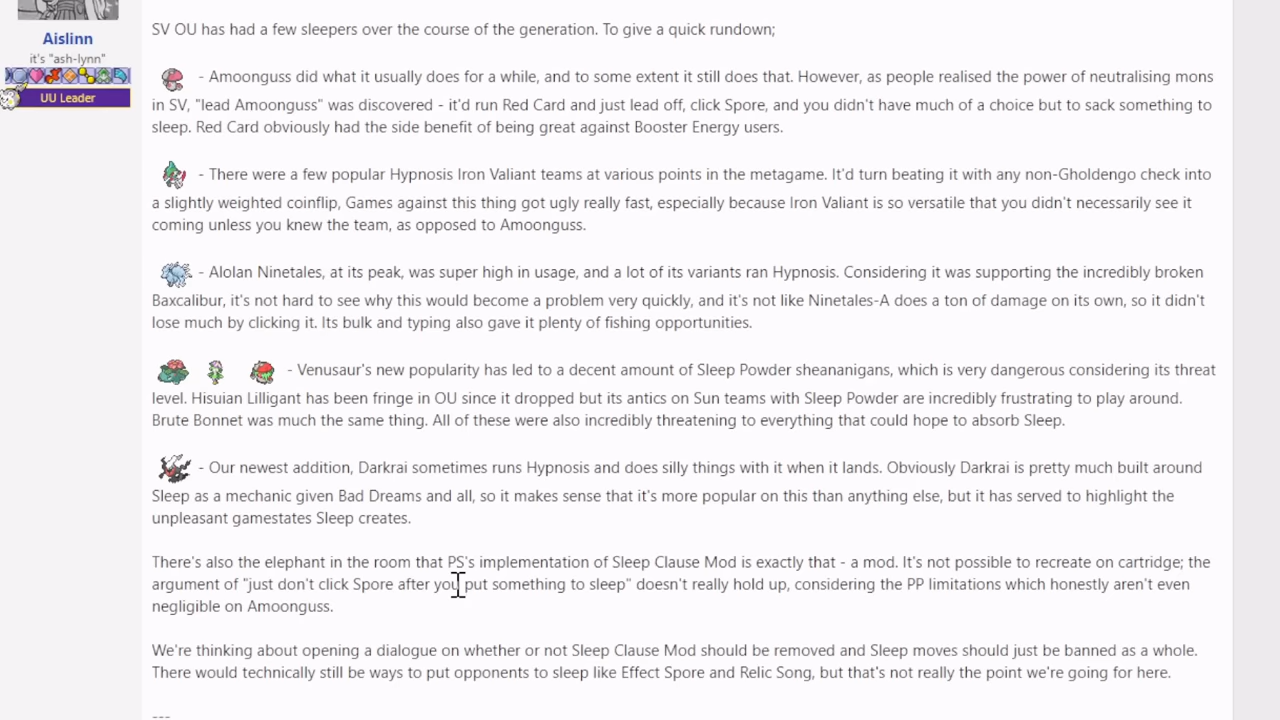 SV OU has had a few sleepers over the course of the generation. To give a quick rundown;
Aislinn
it's "ash-lynn"
UU Leader
- Amoonguss did what it usually does for a while, and to some extent it still does that. However, as people realised the power of neutralising mons
in SV, "lead Amoonguss" was discovered - it'd run Red Card and just lead off, click Spore, and you didn't have much of a choice but to sack something to
sleep. Red Card obviously had the side benefit of being great against Booster Energy users.
- There were a few popular Hypnosis Iron Valiant teams at various points in the metagame. It'd turn beating it with any non-Gholdengo check into
a slightly weighted coinflip, Games against this thing got ugly really fast, especially because Iron Valiant is so versatile that you didn't necessarily see it
coming unless you knew the team, as opposed to Amoonguss.
- Alolan Ninetales, at its peak, was super high in usage, and a lot of its variants ran Hypnosis. Considering it was supporting the incredibly broken
Baxcalibur, it's not hard to see why this would become a problem very quickly, and it's not like Ninetales-A does a ton of damage on its own, so it didn't
lose much by clicking it. Its bulk and typing also gave it plenty of fishing opportunities.
- Venusaur's new popularity has led to a decent amount of Sleep Powder sheananigans, which is very dangerous considering its threat
level. Hisuian Lilligant has been fringe in OU since it dropped but its antics on Sun teams with Sleep Powder are incredibly frustrating to play around.
Brute Bonnet was much the same thing. All of these were also incredibly threatening to everything that could hope to absorb Sleep.
- Our newest addition, Darkrai sometimes runs Hypnosis and does silly things with it when it lands. Obviously Darkrai is pretty much built around
Sleep as a mechanic given Bad Dreams and all, so it makes sense that it's more popular on this than anything else, but it has served to highlight the
unpleasant gamestates Sleep creates.
There's also the elephant in the room that PS's implementation of Sleep Clause Mod is exactly that - a mod. It's not possible to recreate on cartridge; the
argument of "just don't click Spore after you put something to sleep" doesn't really hold up, considering the PP limitations which honestly aren't even
negligible on Amoonguss.
We're thinking about opening a dialogue on whether or not Sleep Clause Mod should be removed and Sleep moves should just be banned as a whole.
There would technically still be ways to put opponents to sleep like Effect Spore and Relic Song, but that's not really the point we're going for here.
---